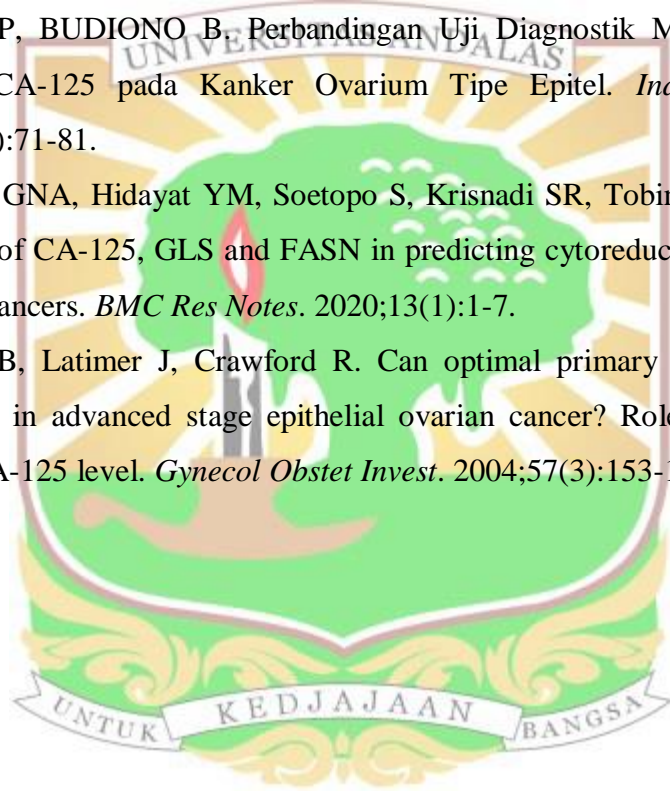 P, BUDIONO B. Perbandingan Uji Diagnostik M
UNIVERSITAS ANDALAS
CA-125 pada Kanker Ovarium Tipe Epitel.
):71-81.
GNA, Hidayat YM, Soetopo S, Krisnadi SR, Tobin
of CA-125, GLS and FASN in predicting cytoreduc
ancers. BMC Res Notes. 2020;13(1):1-7.
B, Latimer J, Crawford R. Can optimal primary
in advanced stage epithelial ovarian cancer? Role
A-125 level. Gynecol Obstet Invest. 2004;57(3):153-1
UNTUK KEDJAJAAN BANGSA